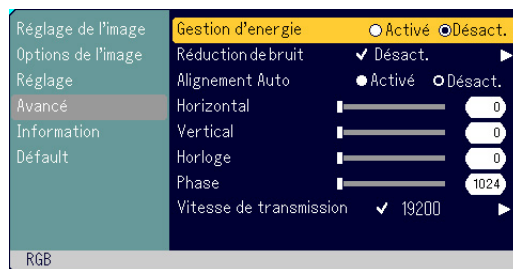 Réglage de l'image
Options de l'image
Réglage
Avancé
Information
Défault
Gestion d'energie Activé Désact.
Réduction de bruit Désact.
Alignement Auto Activé Désact.
Horizontal 0
Vertical 0
Horloge 0
Phase 1024
Vitesse de transmission 19200
RGB